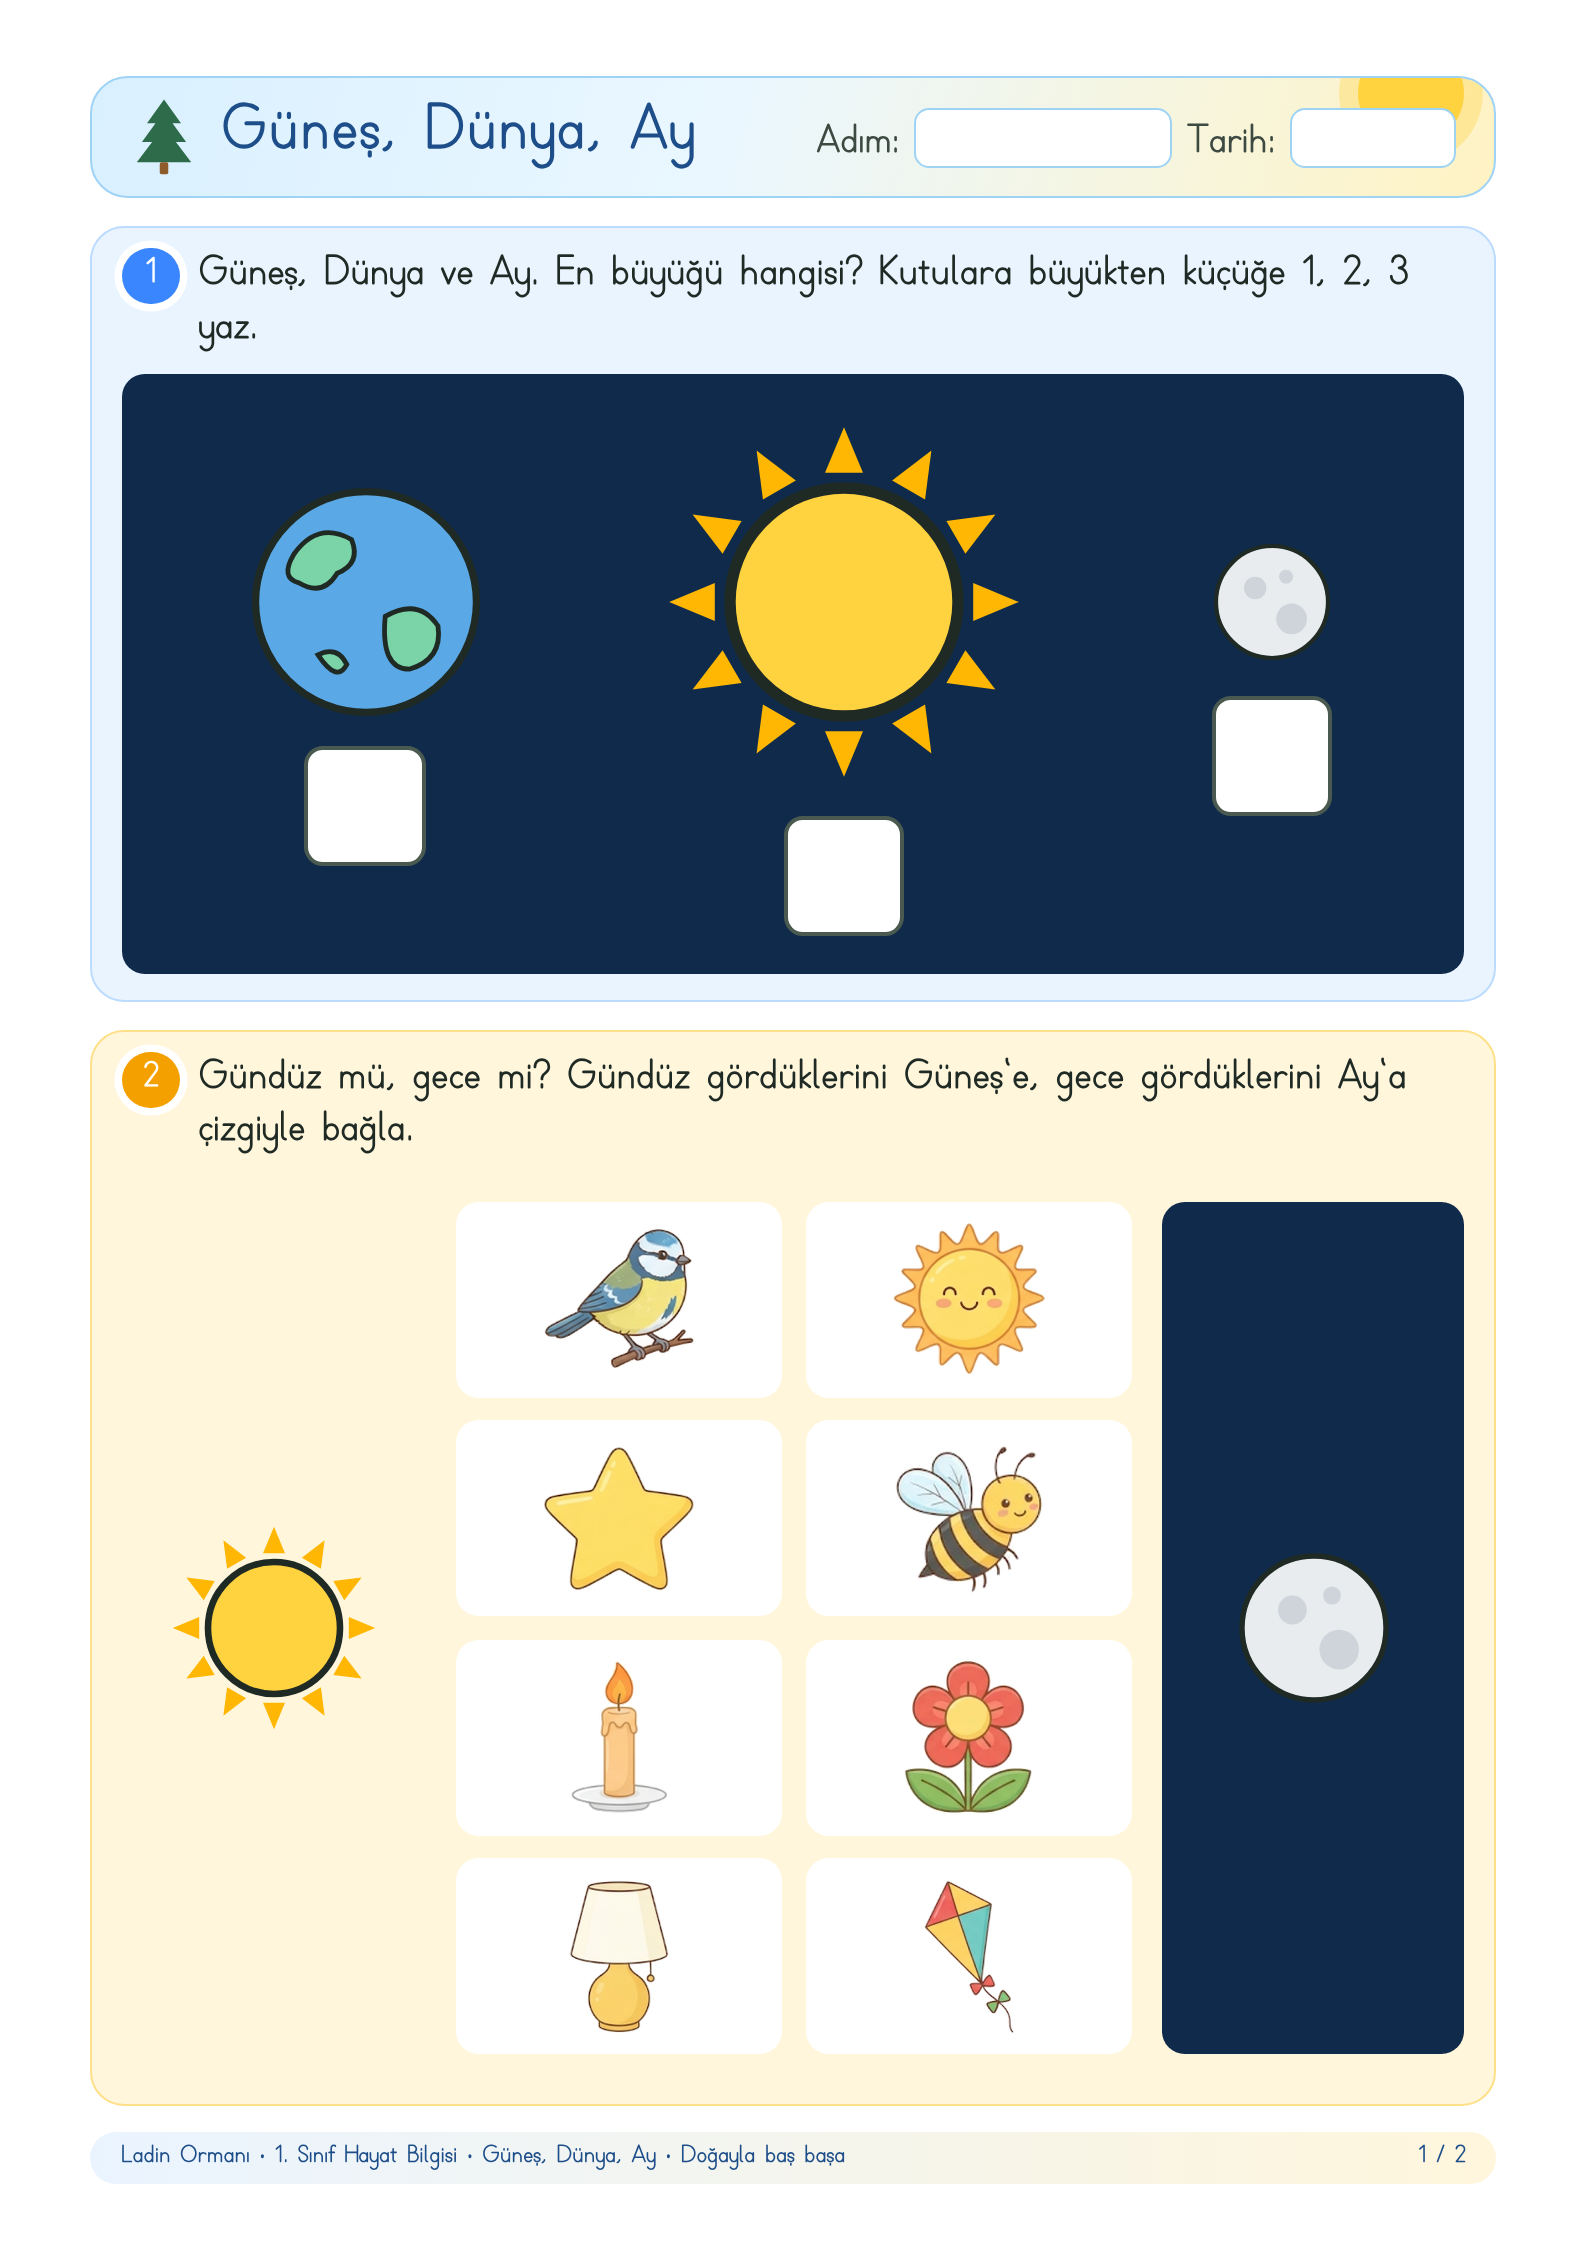 Güneş, Dünya, Ay
Adım:
Tarih:
1
Güneş, Dünya ve Ay. En büyüğü hangisi? Kutulara büyükten küçüğe 1, 2, 3
yaz.
2
Gündüz mü, gece mi? Gündüz gördüklerini Güneş‘e, gece gördüklerini Ay‘a
çizgiyle bağla.
Ladin Ormanı • 1. Sınıf Hayat Bilgisi • Güneş, Dünya, Ay • Doğayla baş başa
1 / 2